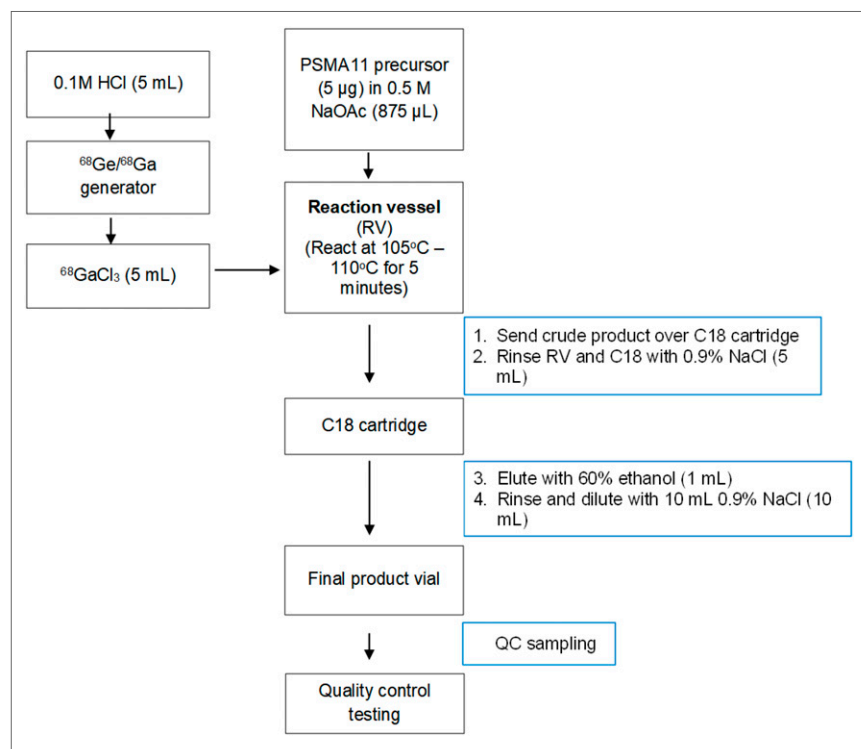 0.1M HCl (5 mL)
⁶⁸Ge/⁶⁸Ga
generator
⁶⁸GaCl₃ (5 mL)
PSMA11 precursor
(5 µg) in 0.5 M
NaOAc (875 µL)
Reaction vessel
(RV)
(React at 105ºC –
110ºC for 5
minutes)
1. Send crude product over C18 cartridge
2. Rinse RV and C18 with 0.9% NaCl (5
mL)
C18 cartridge
3. Elute with 60% ethanol (1 mL)
4. Rinse and dilute with 10 mL 0.9% NaCl (10
mL)
Final product vial
QC sampling
Quality control
testing